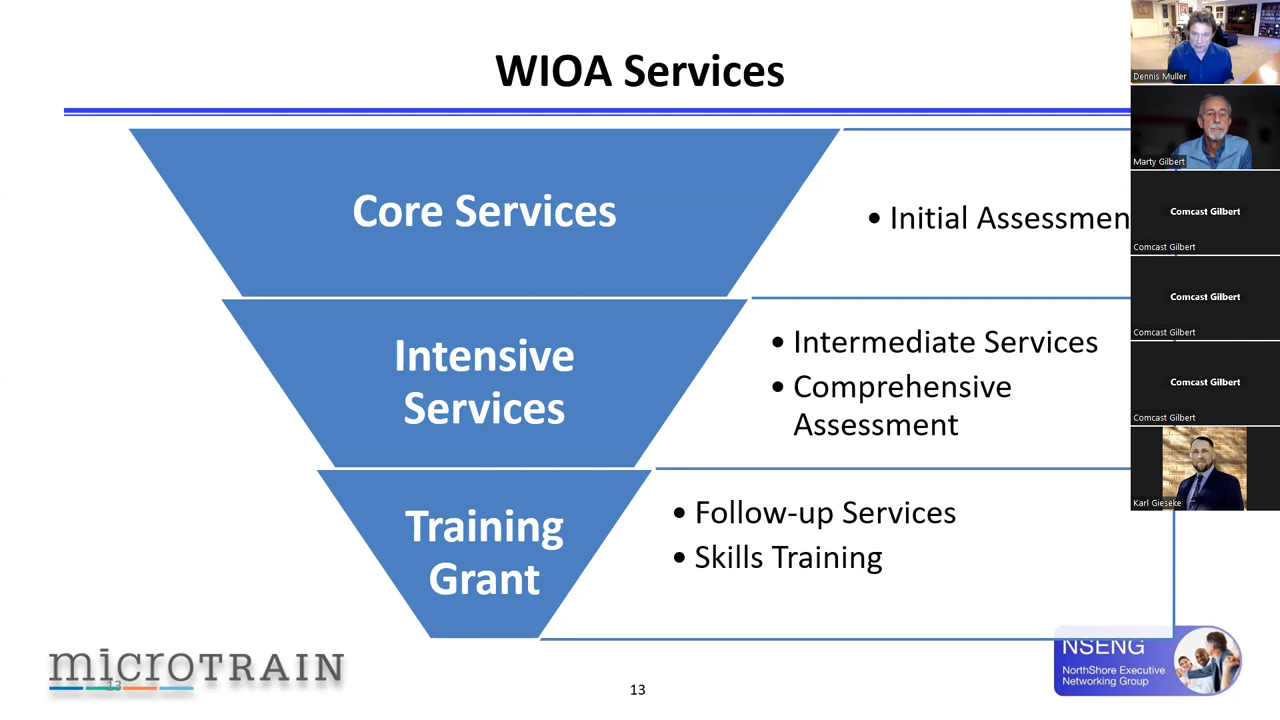 WIOA Services
Core Services
• Initial Assessmen
Intensive
Services
• Intermediate Services
• Comprehensive
Assessment
Training
Grant
• Follow-up Services
• Skills Training
microTRAIN
13
13
NSENG
NorthShore Executive
Networking Group
Dennis Muller
Marty Gilbert
Comcast Gilbert
Comcast Gilbert
Comcast Gilbert
Comcast Gilbert
Comcast Gilbert
Comcast Gilbert
Karl Gieseke